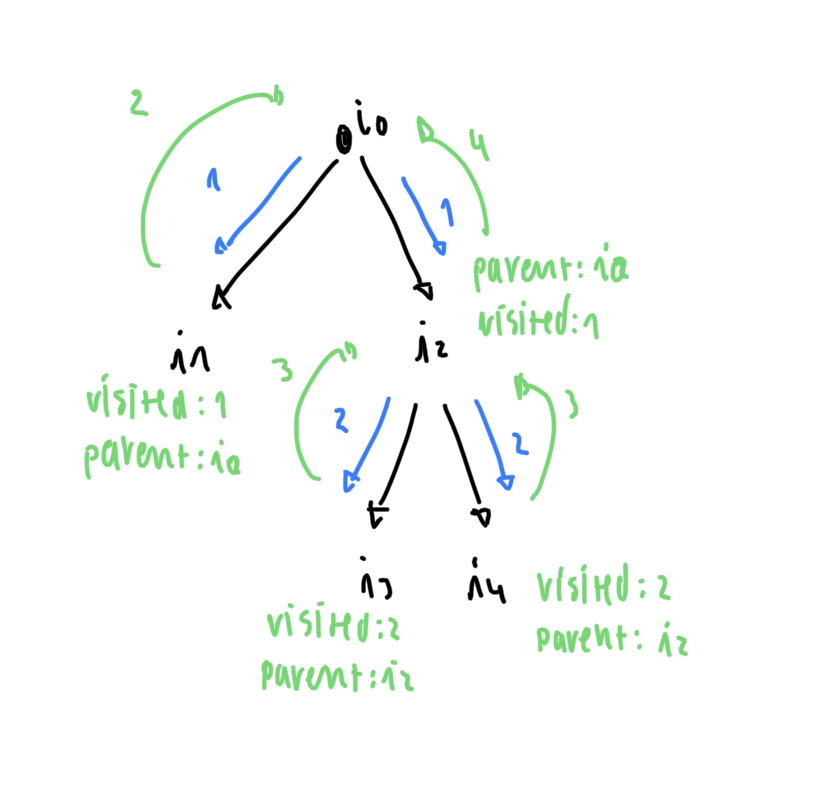 2
i0
4
1
1
parent: i0
visited: 1
i1
i2
visited: 1
parent: i0
3
3
2
2
i3
i4
visited: 2
parent: i2
visited: 2
parent: i2